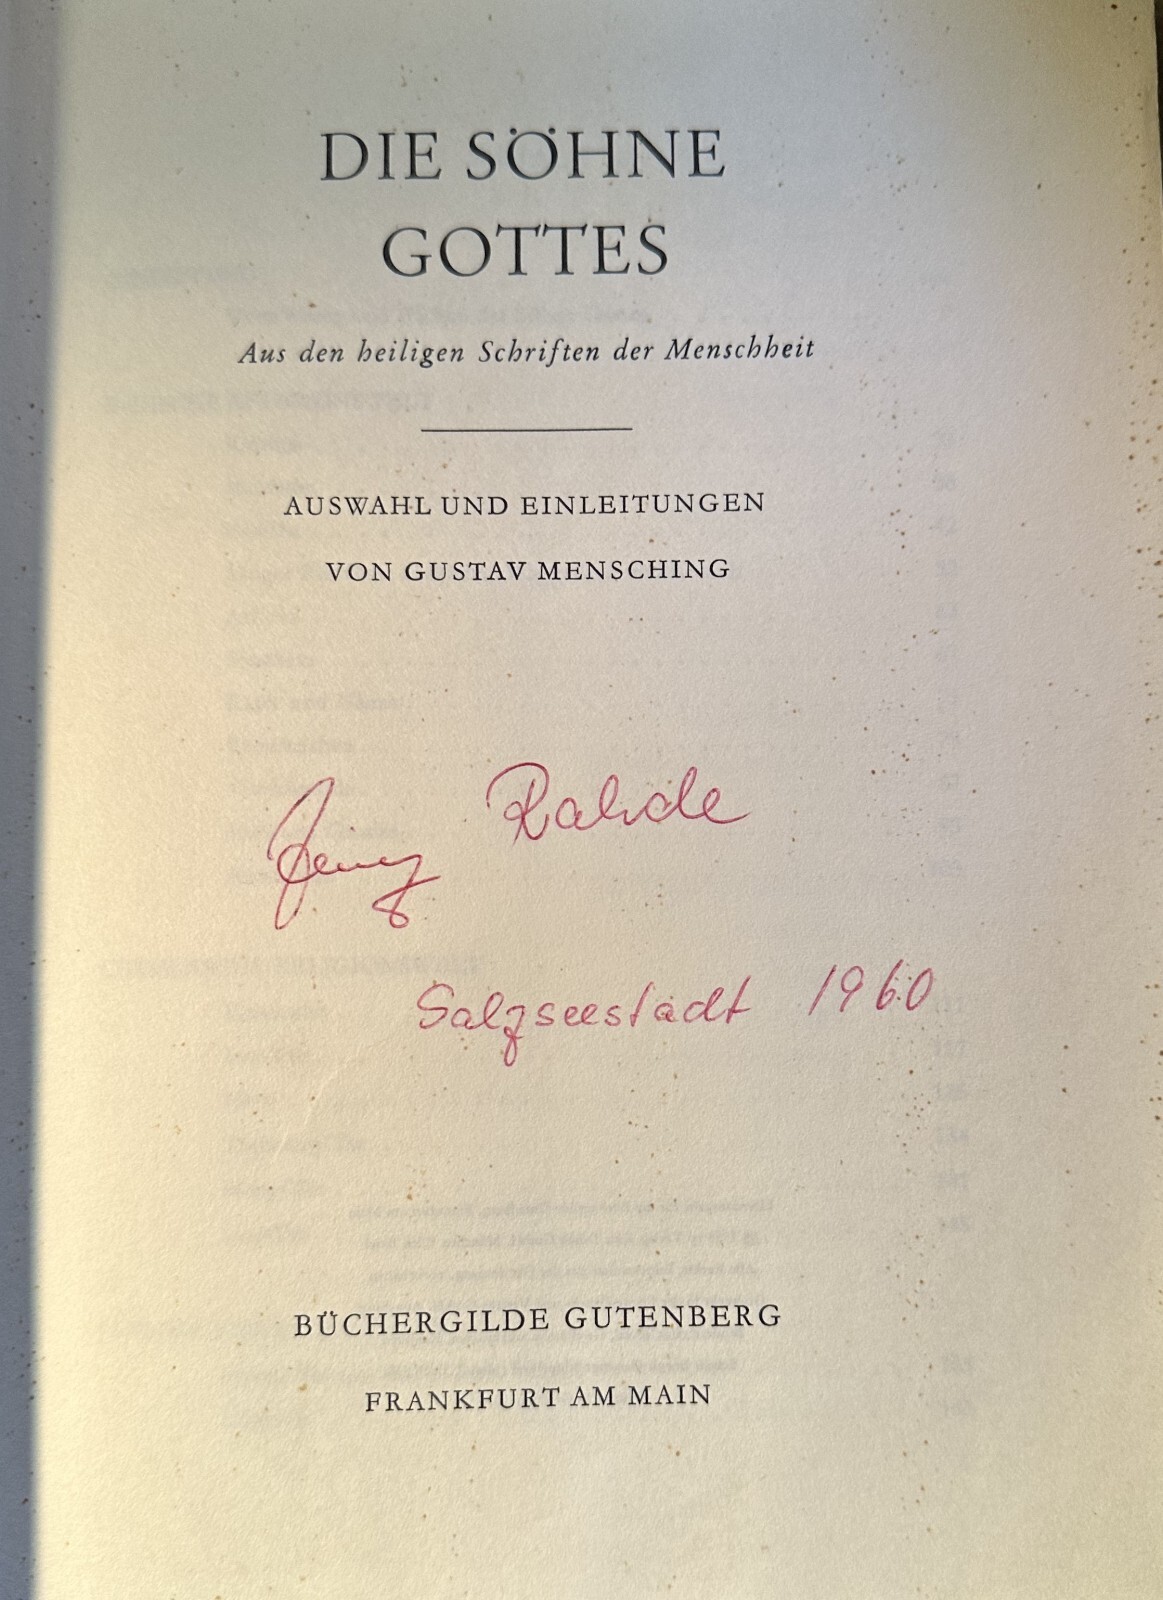 DIE SÖHNE
GOTTES
Aus den heiligen Schriften der Menschheit
AUSWAHL UND EINLEITUNGEN
VON GUSTAV MENSCHING
Rahde
Salzseestadt 1960
BÜCHERGILDE GUTENBERG
FRANKFURT AM MAIN